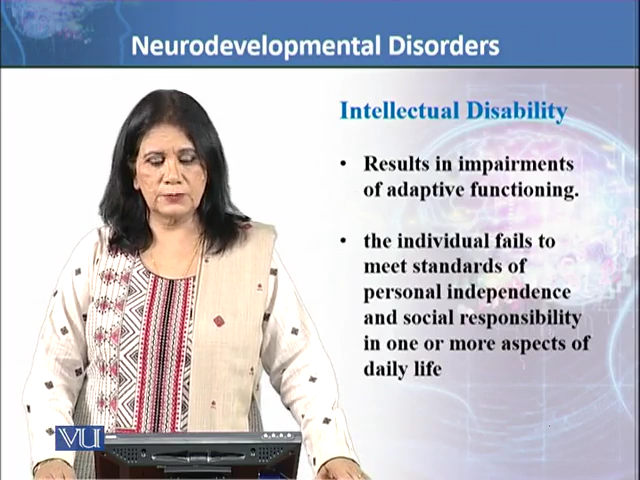 Neurodevelopmental Disorders
Intellectual Disability
• Results in impairments
of adaptive functioning.
• the individual fails to
meet standards of
personal independence
and social responsibility
in one or more aspects of
daily life
VU